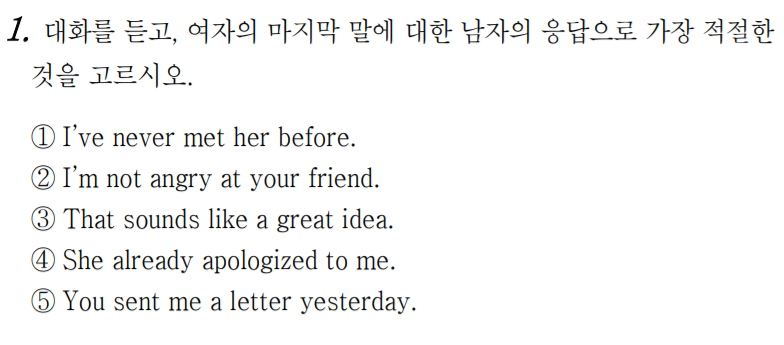 1. 대화를 듣고, 여자의 마지막 말에 대한 남자의 응답으로 가장 적절한
것을 고르시오.
① I've never met her before.
② I'm not angry at your friend.
③ That sounds like a great idea.
④ She already apologized to me.
⑤ You sent me a letter yesterday.